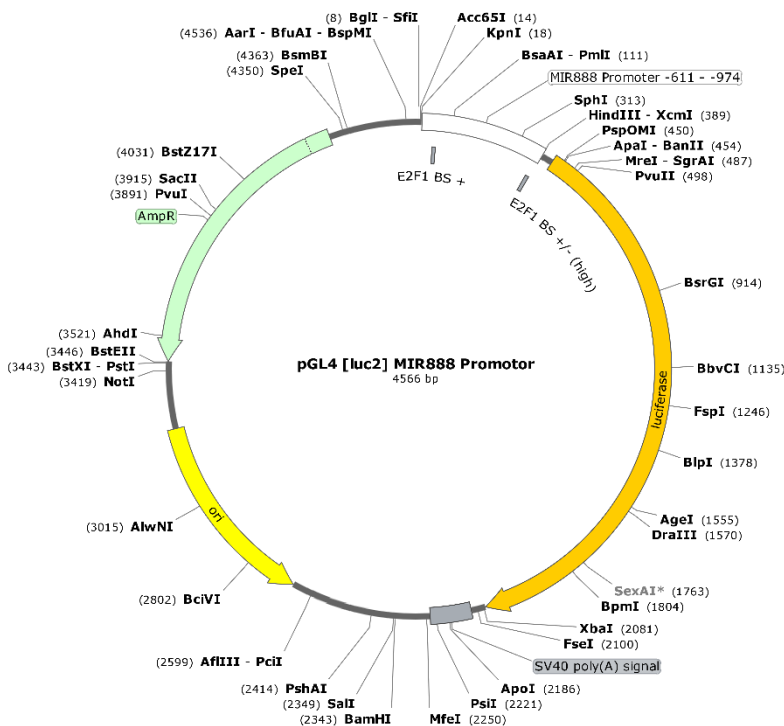 (8) BglI - SfiI
Acc65I (14)
KpnI (18)
BsaAI - PmlI (111)
MIR888 Promoter -611 - -974
SphI (313)
HindIII - XcmI (389)
PspOMI (450)
ApaI - BanII (454)
MreI - SgrAI (487)
PvuII (498)
BsrGI (914)
BbvCI (1135)
FspI (1246)
BlpI (1378)
AgeI (1555)
DraIII (1570)
SexAI* (1763)
BpmI (1804)
XbaI (2081)
FseI (2100)
SV40 poly(A) signal
ApoI (2186)
PsiI (2221)
MfeI (2250)
(2343) BamHI
(2349) SalI
(2414) PshAI
(2599) AflIII - PciI
(2802) BciVI
(3015) AlwNI
(3419) NotI
(3443) BstXI - PstI
(3446) BstEII
(3521) AhdI
AmpR
(3891) PvuI
(3915) SacII
(4031) BstZ17I
(4350) SpeI
(4363) BsmBI
(4536) AarI - BfuAI - BspMI
E2F1 BS +
E2F1 BS +/- (high)
luciferase
ori
pGL4 [luc2] MIR888 Promotor
4566 bp